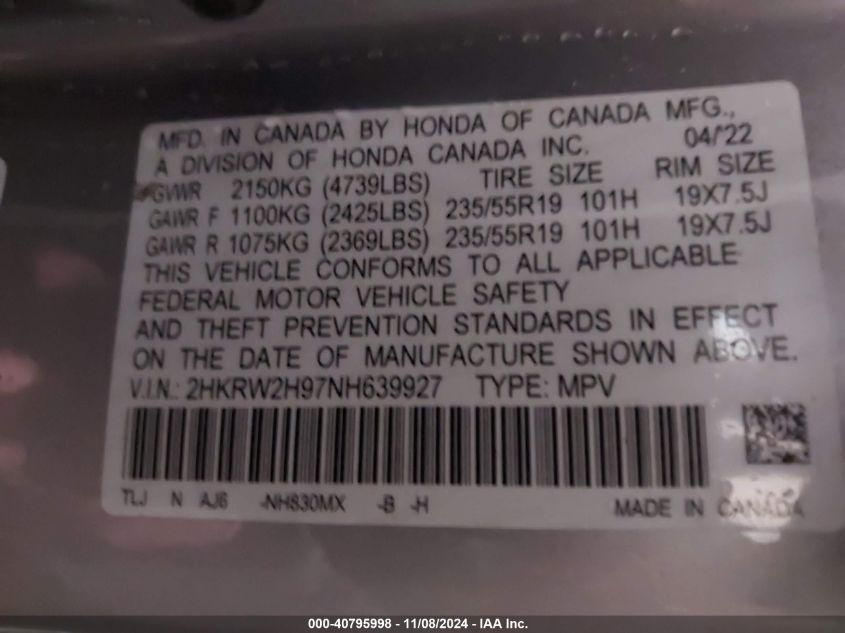 MFD. IN CANADA BY HONDA OF CANADA MFG.,
A DIVISION OF HONDA CANADA INC. 04/'22
GVWR 2150KG (4739LBS) TIRE SIZE RIM SIZE
GAWR F 1100KG (2425LBS) 235/55R19 101H 19X7.5J
GAWR R 1075KG (2369LBS) 235/55R19 101H 19X7.5J
THIS VEHICLE CONFORMS TO ALL APPLICABLE
FEDERAL MOTOR VEHICLE SAFETY
AND THEFT PREVENTION STANDARDS IN EFFECT
ON THE DATE OF MANUFACTURE SHOWN ABOVE.
V.I.N.: 2HKRW2H97NH639927 TYPE: MPV
TLJ N AJ6 -NH830MX -B -H MADE IN CANADA
000-40795998 - 11/08/2024 - IAA Inc.